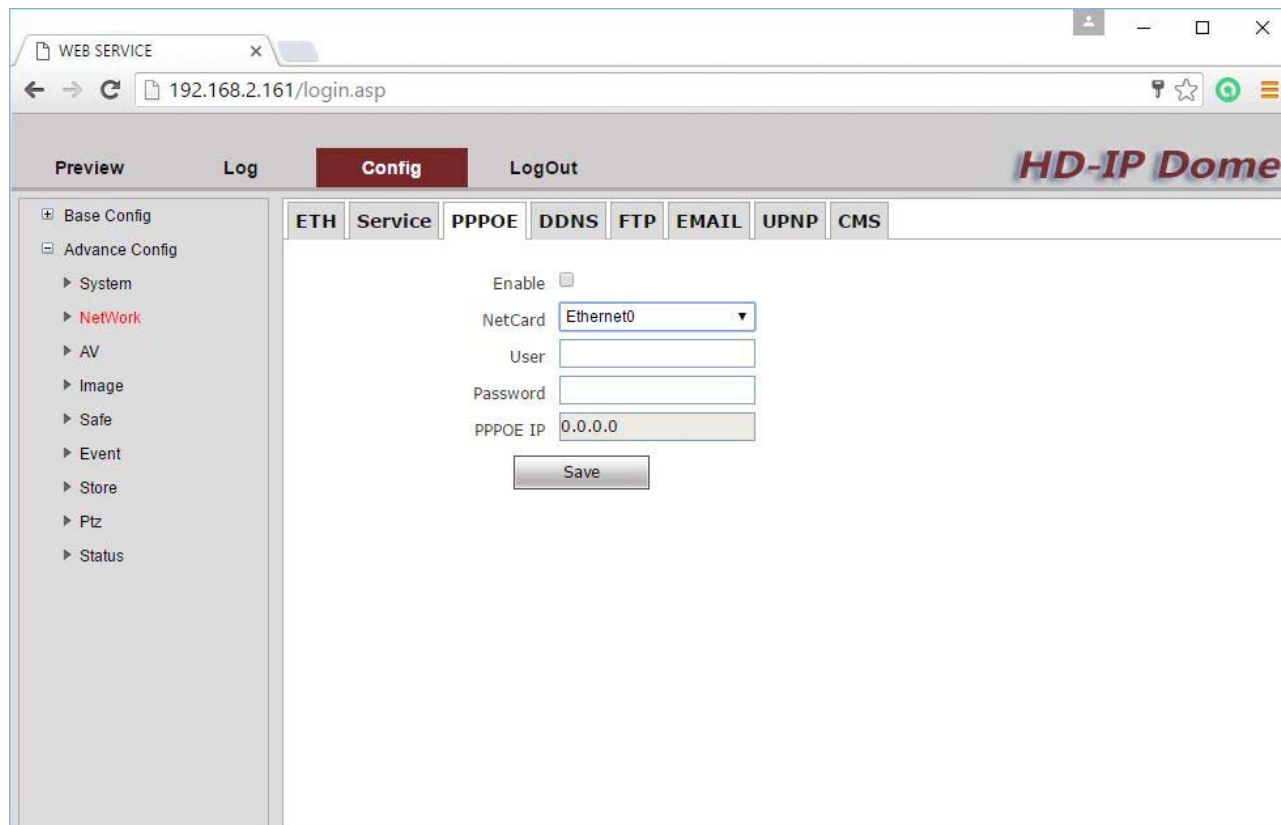 WEB SERVICE
192.168.2.161/login.asp
Preview Log Config LogOut HD-IP Dome
Base Config
Advance Config
System
NetWork
AV
Image
Safe
Event
Store
Ptz
Status
ETH Service PPPOE DDNS FTP EMAIL UPNP CMS
Enable
NetCard Ethernet0
User
Password
PPPOE IP 0.0.0.0
Save